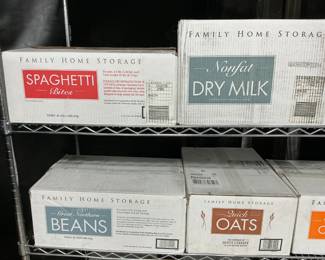 FAMILY HOME STORAGE
SPAGHETTI
Bites
FAMILY HOME STORAGE
Nonfat
DRY MILK
FAMILY HOME STORAGE
Great Northern
BEANS
FAMILY HOME STORAGE
Quick
OATS
FAMILY